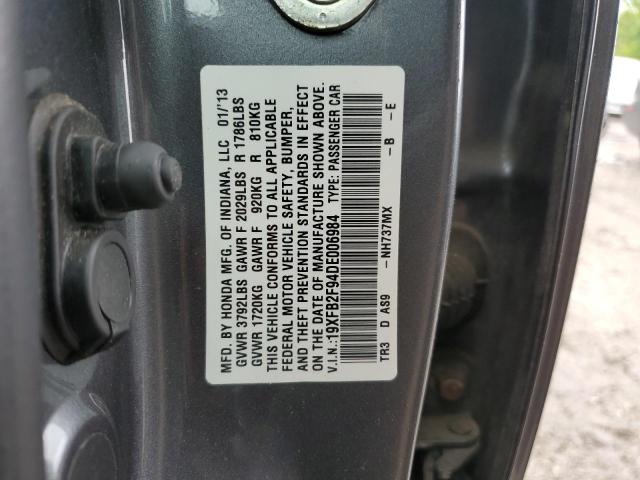 MFD. BY HONDA MFG. OF INDIANA, LLC 01/'13
GVWR 3792LBS GAWR F 2029LBS R 1786LBS
GVWR 1720KG GAWR F 920KG R 810KG
THIS VEHICLE CONFORMS TO ALL APPLICABLE
FEDERAL MOTOR VEHICLE SAFETY, BUMPER,
AND THEFT PREVENTION STANDARDS IN EFFECT
ON THE DATE OF MANUFACTURE SHOWN ABOVE.
V.I.N.:19XFB2F94DE006984 TYPE: PASSENGER CAR
TR3 D AS9 -NH737MX -B -E